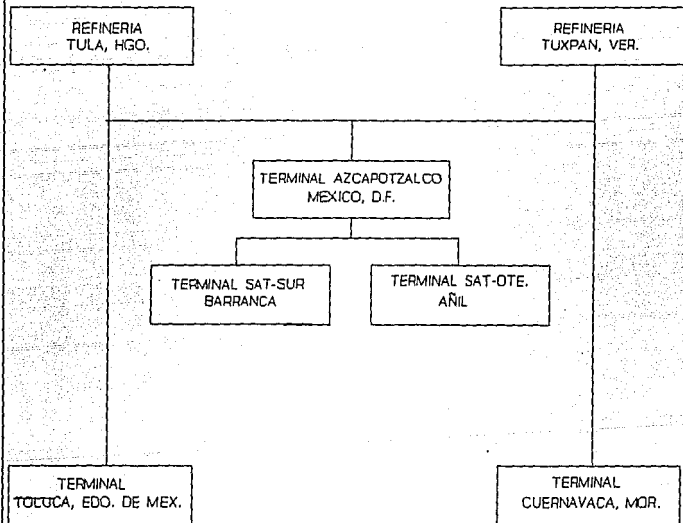 REFINERIA
TULA, HGO.
REFINERIA
TUXPAN, VER.
TERMINAL AZCAPOTZALCO
MEXICO, D.F.
TERMINAL SAT-SUR
BARRANCA
TERMINAL SAT-OTE.
AÑIL
TERMINAL
TOLUCA, EDO. DE MEX.
TERMINAL
CUERNAVACA, MOR.